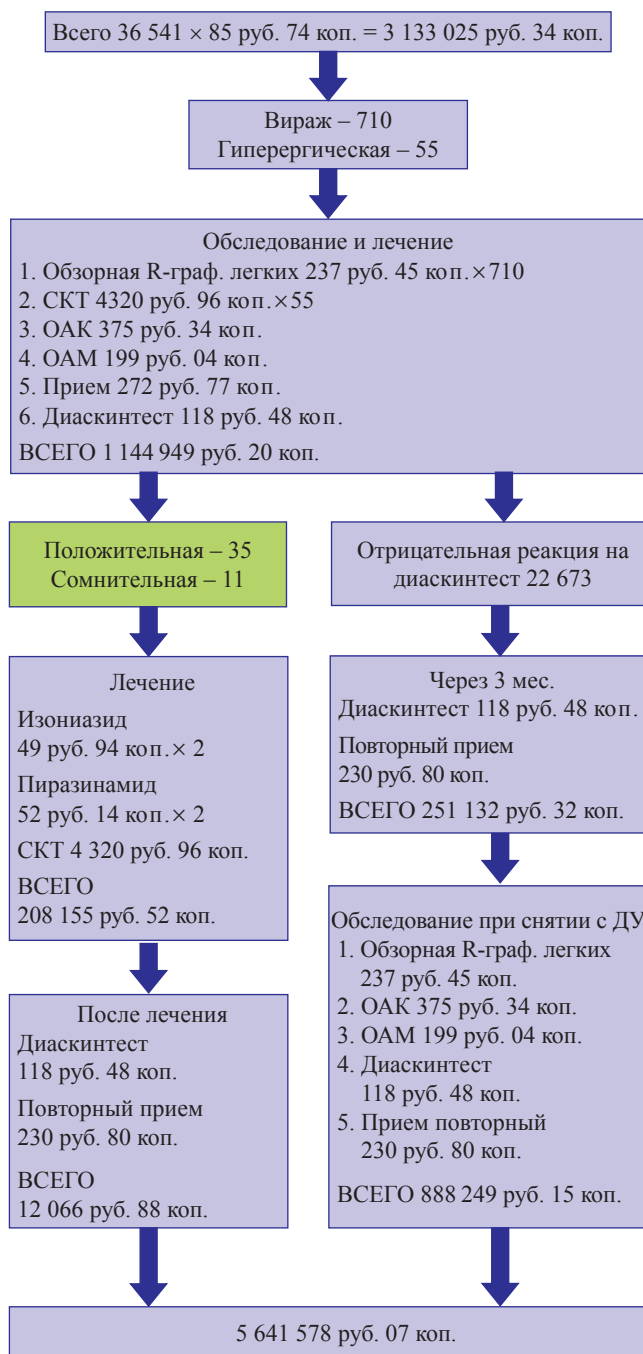 Всего 36 541 × 85 руб. 74 коп. = 3 133 025 руб. 34 коп.
Вираж – 710
Гиперергическая – 55
Обследование и лечение
1. Обзорная R-граф. легких 237 руб. 45 коп.×710
2. СКТ 4320 руб. 96 коп.×55
3. ОАК 375 руб. 34 коп.
4. ОАМ 199 руб. 04 коп.
5. Прием 272 руб. 77 коп.
6. Диаскинтест 118 руб. 48 коп.
ВСЕГО 1 144 949 руб. 20 коп.
Положительная – 35
Сомнительная – 11
Лечение
Изониазид
49 руб. 94 коп.× 2
Пиразинамид
52 руб. 14 коп.× 2
СКТ 4 320 руб. 96 коп.
ВСЕГО
208 155 руб. 52 коп.
После лечения
Диаскинтест
118 руб. 48 коп.
Повторный прием
230 руб. 80 коп.
ВСЕГО
12 066 руб. 88 коп.
Отрицательная реакция на
диаскинтест 22 673
Через 3 мес.
Диаскинтест 118 руб. 48 коп.
Повторный прием
230 руб. 80 коп.
ВСЕГО 251 132 руб. 32 коп.
Обследование при снятии с ДУ
1. Обзорная R-граф. легких
237 руб. 45 коп.
2. ОАК 375 руб. 34 коп.
3. ОАМ 199 руб. 04 коп.
4. Диаскинтест
118 руб. 48 коп.
5. Прием повторный
230 руб. 80 коп.
ВСЕГО 888 249 руб. 15 коп.
5 641 578 руб. 07 коп.